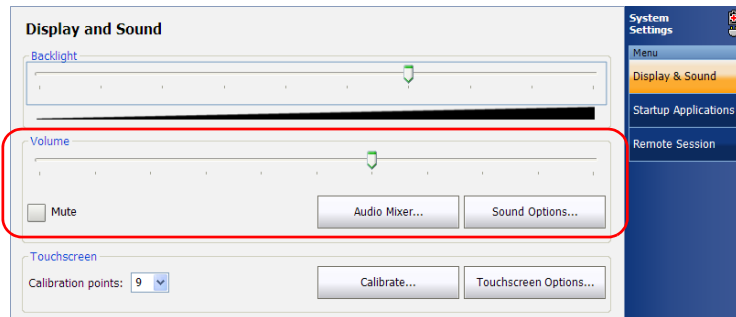 Display and Sound
Backlight
Volume
Mute
Audio Mixer...
Sound Options...
Touchscreen
Calibration points: 9
Calibrate...
Touchscreen Options...
System
Settings
Menu
Display & Sound
Startup Applications
Remote Session